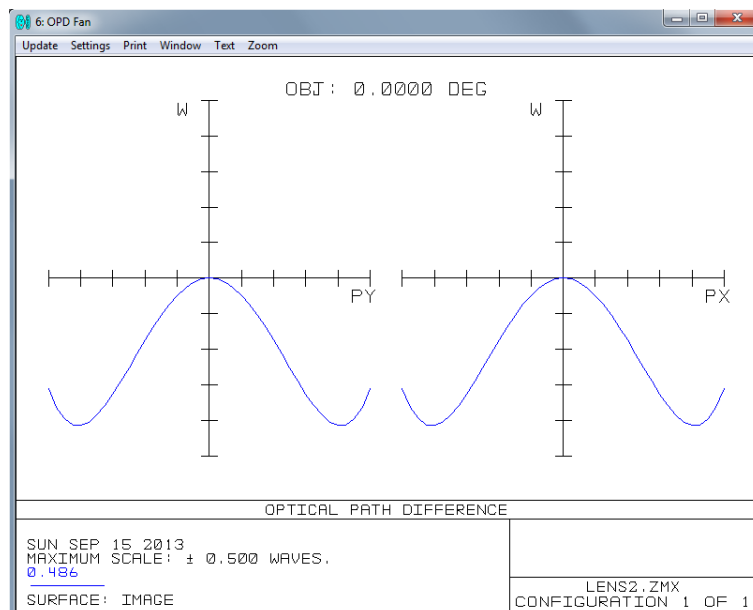 6: OPD Fan
Update Settings Print Window Text Zoom
OBJ: 0.0000 DEG
W W
PY PX
OPTICAL PATH DIFFERENCE
SUN SEP 15 2013
MAXIMUM SCALE: ± 0.500 WAVES.
0.486
SURFACE: IMAGE
LENS2.ZMX
CONFIGURATION 1 OF 1